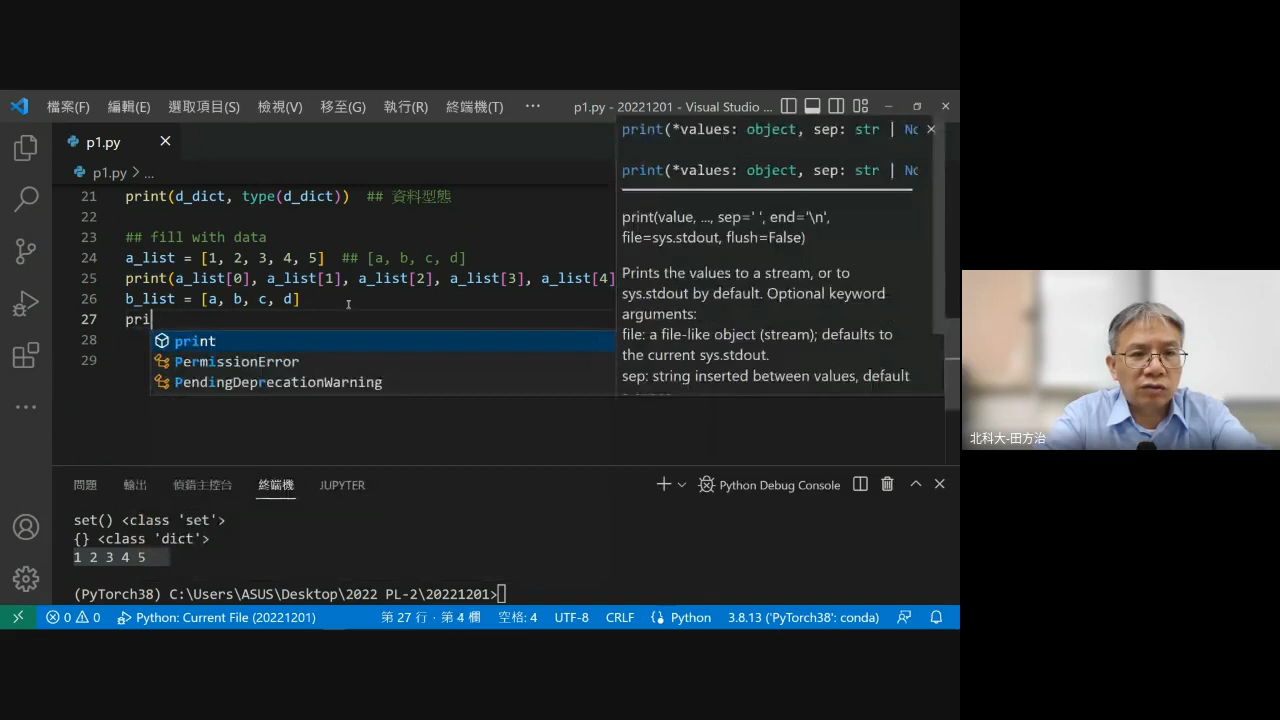 檔案(F) 編輯(E) 選取項目(S) 檢視(V) 移至(G) 執行(R) 終端機(T) ··· p1.py - 20221201 - Visual Studio ...
p1.py
p1.py > ...
21 print(d_dict, type(d_dict))  ## 資料型態
22
23 ## fill with data
24 a_list = [1, 2, 3, 4, 5]  ## [a, b, c, d]
25 print(a_list[0], a_list[1], a_list[2], a_list[3], a_list[4]
26 b_list = [a, b, c, d]
27 pri
28
29
print
PermissionError
PendingDeprecationWarning
print(*values: object, sep: str | No
print(*values: object, sep: str | No
print(value, ..., sep=' ', end='\n',
file=sys.stdout, flush=False)
Prints the values to a stream, or to
sys.stdout by default. Optional keyword
arguments:
file: a file-like object (stream); defaults to
the current sys.stdout.
sep: string inserted between values, default
問題 輸出 偵錯主控台 終端機 JUPYTER Python Debug Console
set() <class 'set'>
{} <class 'dict'>
1 2 3 4 5
(PyTorch38) C:\Users\ASUS\Desktop\2022 PL-2\20221201>
0 0 Python: Current File (20221201) 第 27 行，第 4 欄 空格: 4 UTF-8 CRLF Python 3.8.13 ('PyTorch38': conda)
北科大-田方治